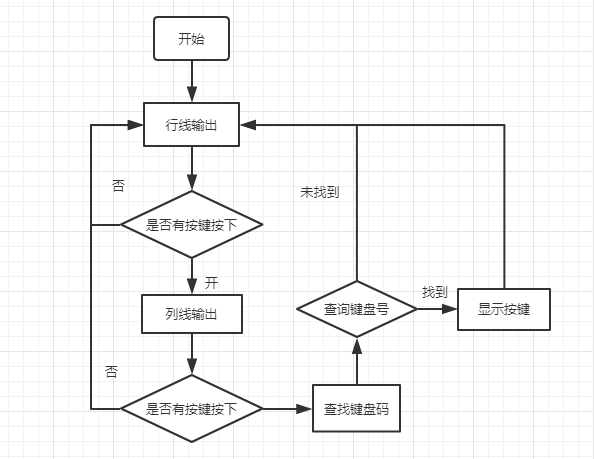 开始
行线输出
否
是否有按键按下
未找到
开
列线输出
查询键盘号
找到
显示按键
否
是否有按键按下
查找键盘码